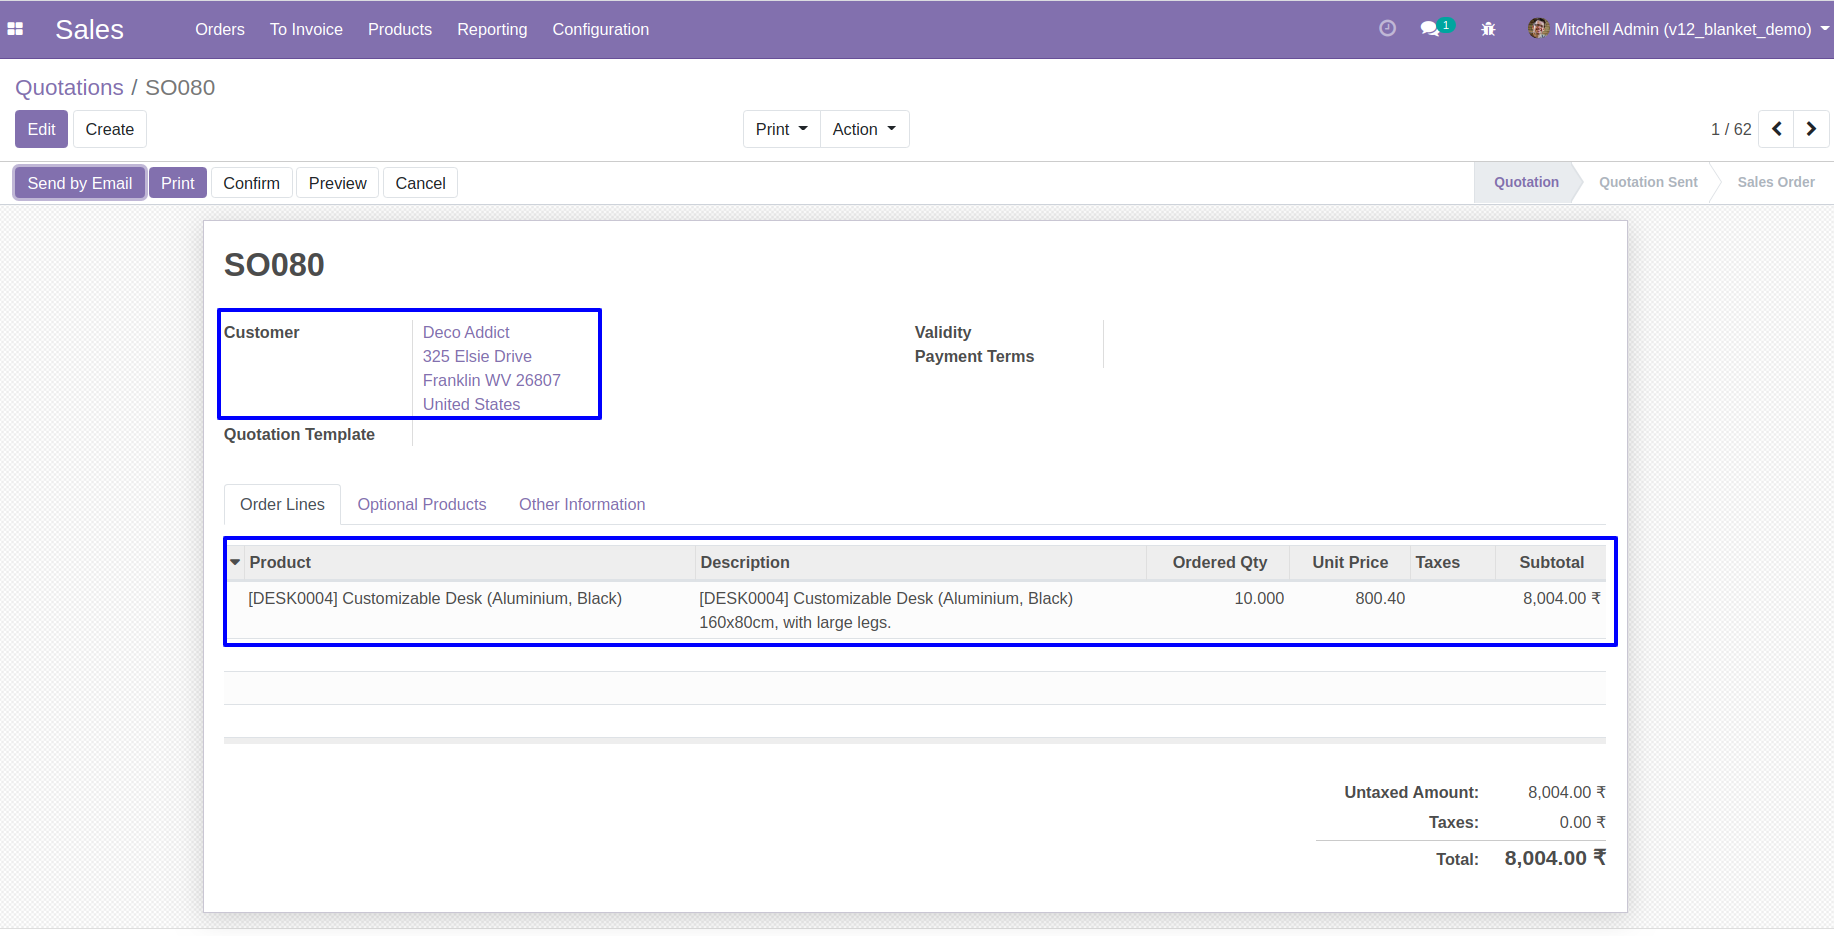 Sales Orders To Invoice Products Reporting Configuration 1 Mitchell Admin (v12_blanket_demo)
Quotations / SO080
Edit Create Print Action 1 / 62
Send by Email Print Confirm Preview Cancel Quotation Quotation Sent Sales Order
SO080
Customer Deco Addict Validity
325 Elsie Drive Payment Terms
Franklin WV 26807
United States
Quotation Template
Order Lines Optional Products Other Information
Product Description Ordered Qty Unit Price Taxes Subtotal
[DESK0004] Customizable Desk (Aluminium, Black) [DESK0004] Customizable Desk (Aluminium, Black) 10.000 800.40 8,004.00 ₹
160x80cm, with large legs.
Untaxed Amount: 8,004.00 ₹
Taxes: 0.00 ₹
Total: 8,004.00 ₹